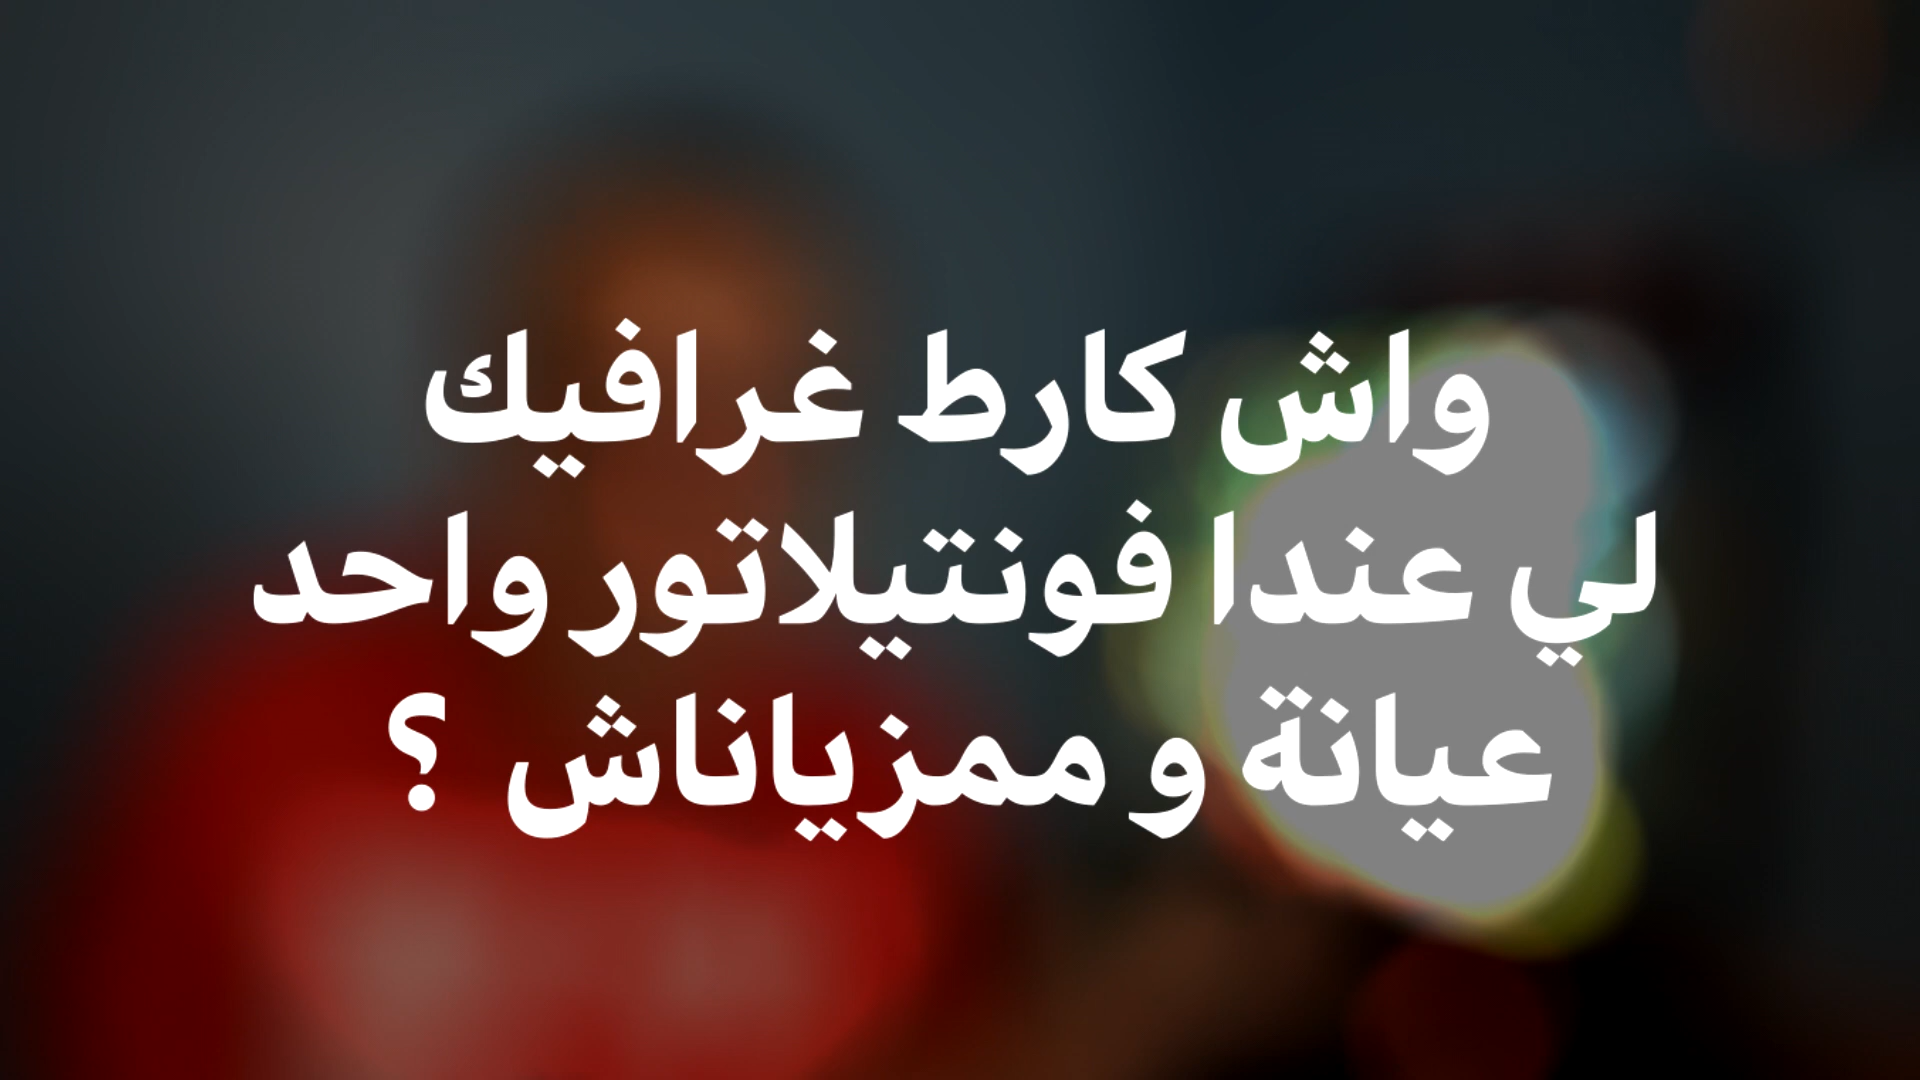 واش كارط غرافيك
لي عندا فونتيلاتور واحد
عيانة و ممزياناش ؟